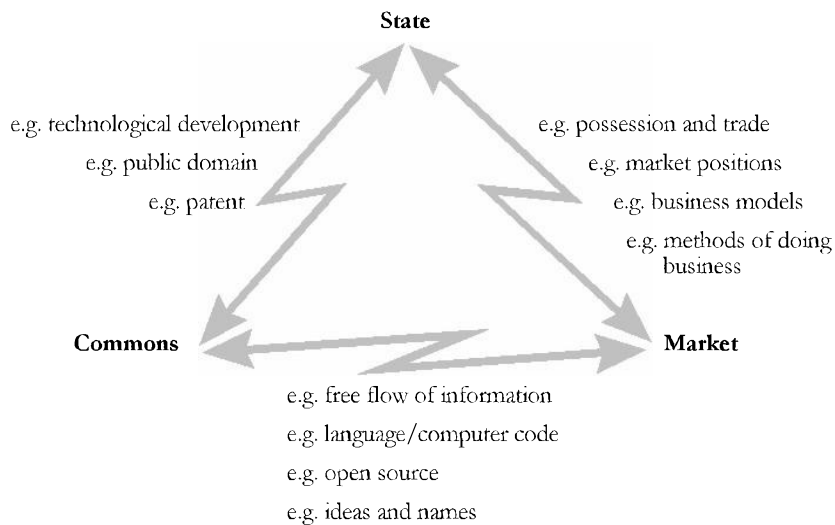 State
e.g. technological development
e.g. public domain
e.g. patent
e.g. possession and trade
e.g. market positions
e.g. business models
e.g. methods of doing
business
Commons
Market
e.g. free flow of information
e.g. language/computer code
e.g. open source
e.g. ideas and names